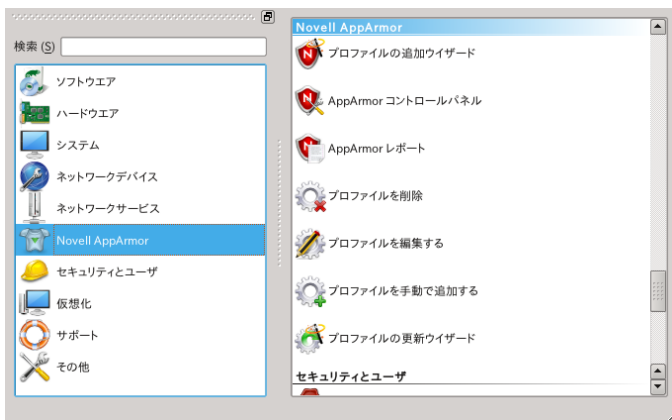 検索 (S)
ソフトウエア
ハードウエア
システム
ネットワークデバイス
ネットワークサービス
Novell AppArmor
セキュリティとユーザ
仮想化
サポート
その他
Novell AppArmor
プロファイルの追加ウイザード
AppArmor コントロールパネル
AppArmor レポート
プロファイルを削除
プロファイルを編集する
プロファイルを手動で追加する
プロファイルの更新ウイザード
セキュリティとユーザ